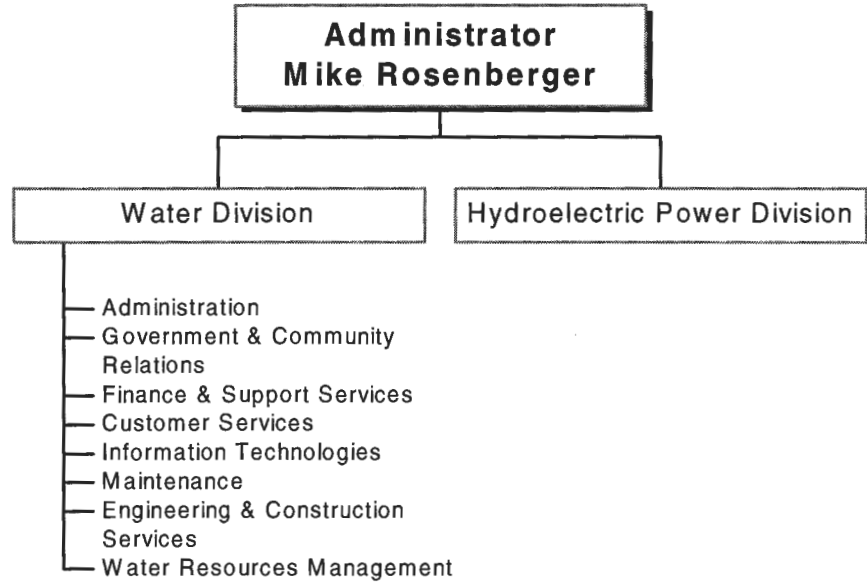 Administrator
Mike Rosenberger
Water Division
Hydroelectric Power Division
Administration
Government & Community
Relations
Finance & Support Services
Customer Services
Information Technologies
Maintenance
Engineering & Construction
Services
Water Resources Management